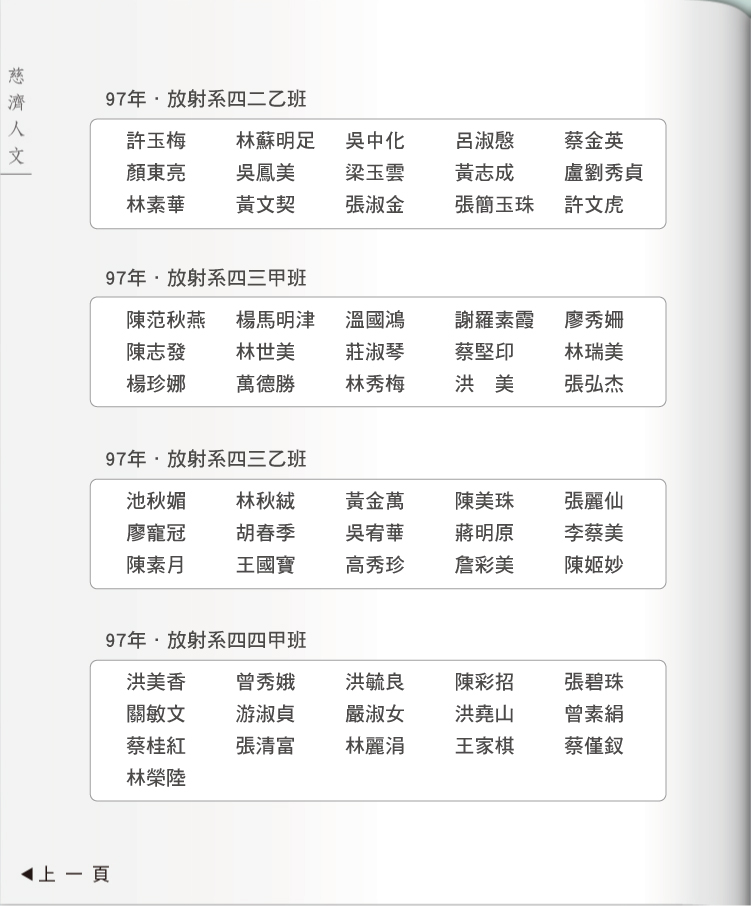 慈濟人文
97年．放射系四二乙班
許玉梅 林蘇明足 吳中化 呂淑慇 蔡金英
顏東亮 吳鳳美 梁玉雲 黃志成 盧劉秀貞
林素華 黃文契 張淑金 張簡玉珠 許文虎
97年．放射系四三甲班
陳范秋燕 楊馬明津 溫國鴻 謝羅素霞 廖秀姍
陳志發 林世美 莊淑琴 蔡堅印 林瑞美
楊珍娜 萬德勝 林秀梅 洪　美 張弘杰
97年．放射系四三乙班
池秋媚 林秋絨 黃金萬 陳美珠 張麗仙
廖寵冠 胡春季 吳宥華 蔣明原 李蔡美
陳素月 王國寶 高秀珍 詹彩美 陳姬妙
97年．放射系四四甲班
洪美香 曾秀娥 洪毓良 陳彩招 張碧珠
關敏文 游淑貞 嚴淑女 洪堯山 曾素絹
蔡桂紅 張清富 林麗涓 王家棋 蔡僅釵
林榮陸
◀上一頁